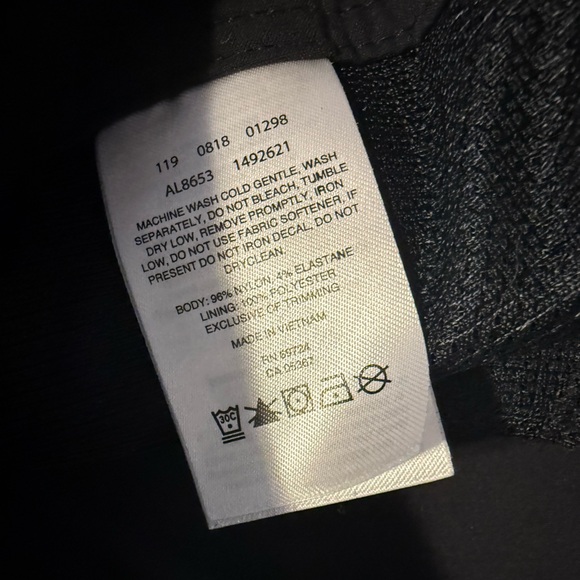 119 0818 01298
AL8653 1492621
MACHINE WASH COLD GENTLE, WASH
SEPARATELY, DO NOT BLEACH, TUMBLE
DRY LOW, REMOVE PROMPTLY, IRON
LOW, DO NOT USE FABRIC SOFTENER, IF
PRESENT DO NOT IRON DECAL, DO NOT
DRYCLEAN.
BODY: 96% NYLON, 4% ELASTANE
LINING: 100% POLYESTER
EXCLUSIVE OF TRIMMING
MADE IN VIETNAM
RN 69724
CA 05367
30C